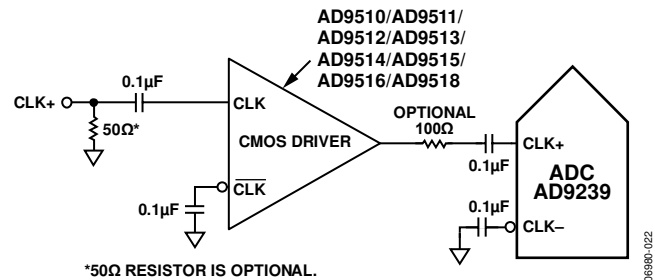 AD9510/AD9511/
AD9512/AD9513/
AD9514/AD9515/
AD9516/AD9518
0.1µF
CLK+
CLK
50Ω*
CMOS DRIVER
OPTIONAL
100Ω
0.1µF
CLK+
ADC
AD9239
CLK
0.1µF
0.1µF
CLK–
*50Ω RESISTOR IS OPTIONAL.
06980-022